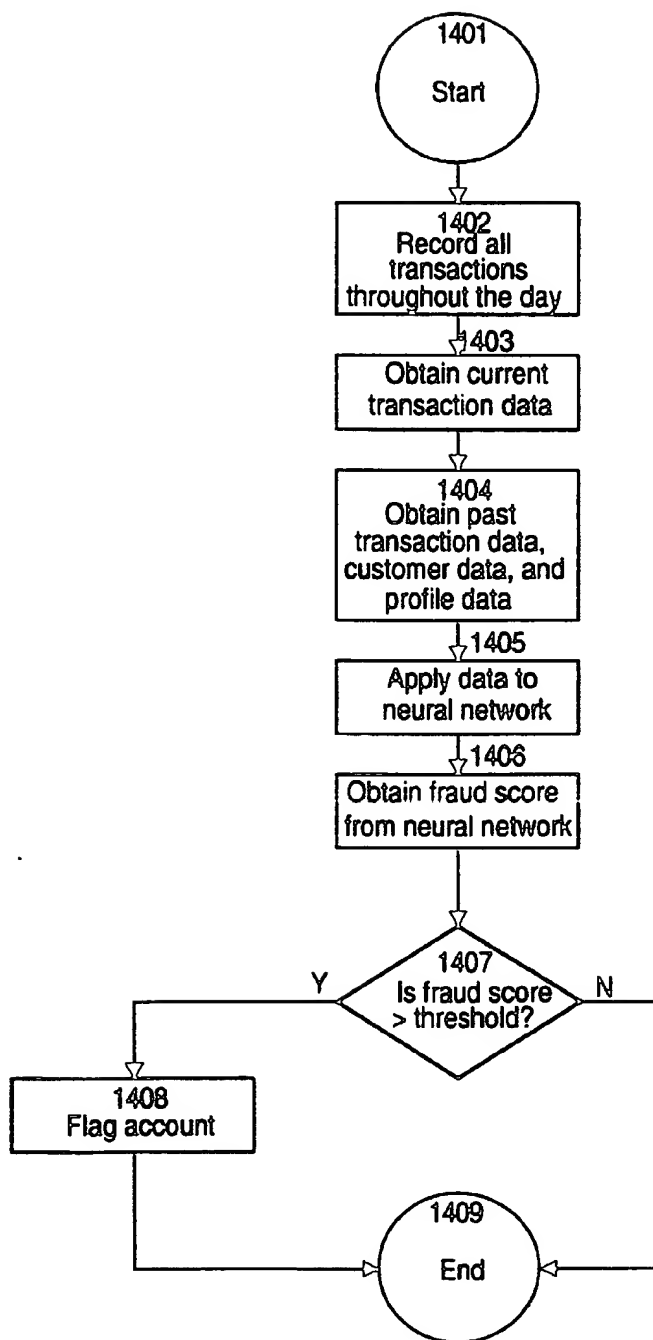 1401
Start
1402
Record all
transactions
throughout the day
1403
Obtain current
transaction data
1404
Obtain past
transaction data,
customer data, and
profile data
1405
Apply data to
neural network
1406
Obtain fraud score
from neural network
1407
Is fraud score
> threshold?
Y
N
1408
Flag account
1409
End